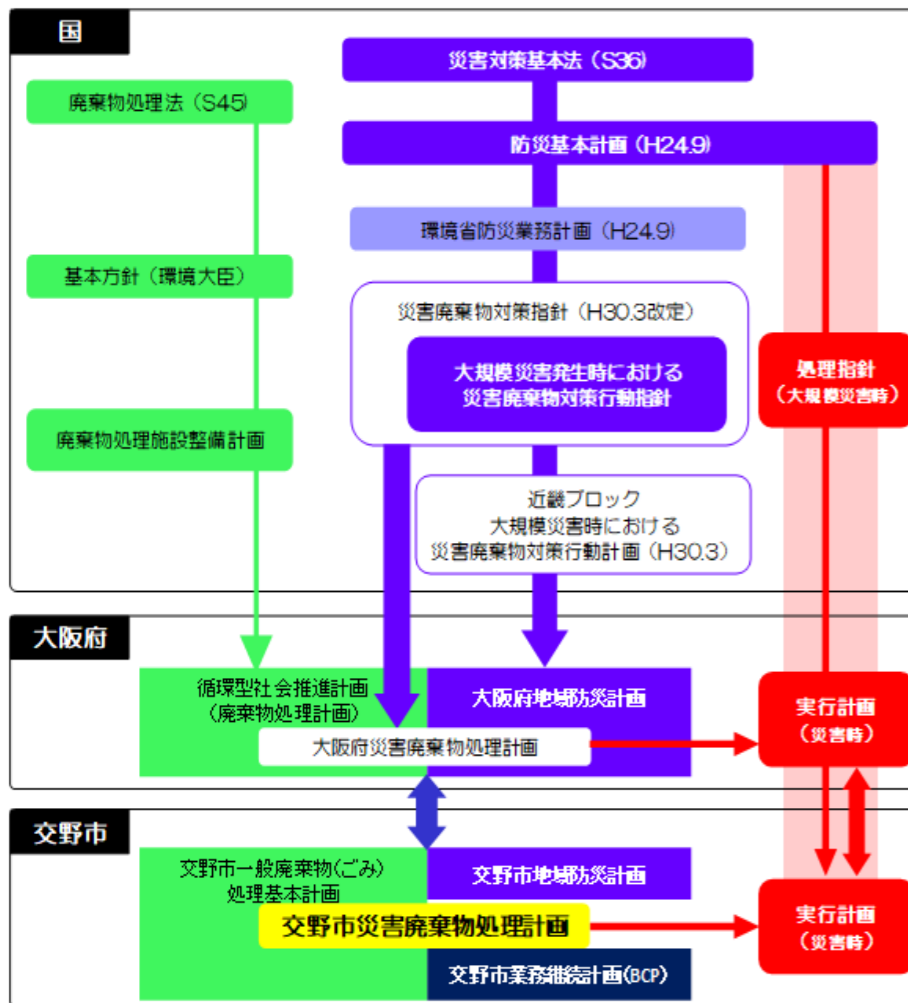 国
災害対策基本法（S36）
廃棄物処理法（S45）
防災基本計画（H24.9）
環境省防災業務計画（H24.9）
基本方針（環境大臣）
災害廃棄物対策指針（H30.3改定）
大規模災害発生時における
災害廃棄物対策行動指針
処理指針
（大規模災害時）
廃棄物処理施設整備計画
近畿ブロック
大規模災害時における
災害廃棄物対策行動計画（H30.3）
大阪府
循環型社会推進計画
(廃棄物処理計画)
大阪府地域防災計画
大阪府災害廃棄物処理計画
実行計画
（災害時）
交野市
交野市一般廃棄物(ごみ)
処理基本計画
交野市地域防災計画
交野市災害廃棄物処理計画
実行計画
（災害時）
交野市業務継続計画(BCP)